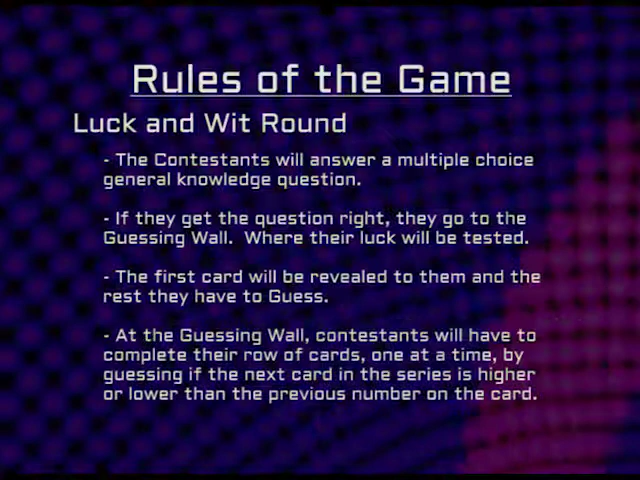 Rules of the Game
Luck and Wit Round
- The Contestants will answer a multiple choice
general knowledge question.
- If they get the question right, they go to the
Guessing Wall.  Where their luck will be tested.
- The first card will be revealed to them and the
rest they have to Guess.
- At the Guessing Wall, contestants will have to
complete their row of cards, one at a time, by
guessing if the next card in the series is higher
or lower than the previous number on the card.